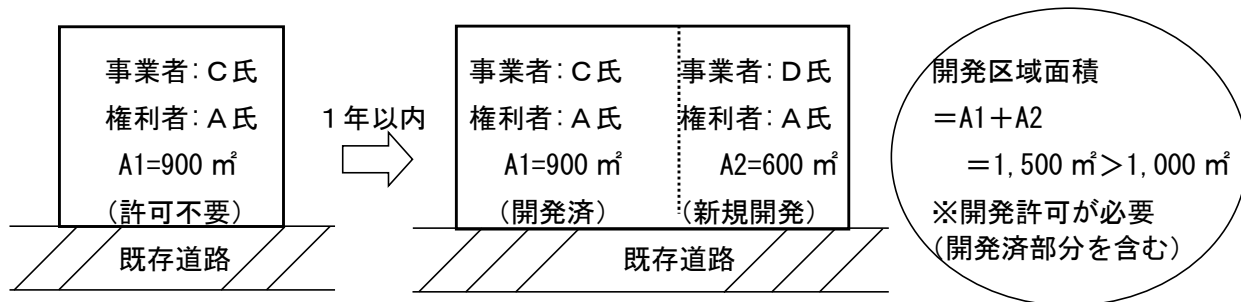 事業者：C氏
権利者：A氏
A1=900 ㎡
（許可不要）
既存道路
１年以内
事業者：C氏
権利者：A氏
A1=900 ㎡
（開発済）
事業者：D氏
権利者：A氏
A2=600 ㎡
（新規開発）
既存道路
開発区域面積
＝A1＋A2
＝1,500 ㎡＞1,000 ㎡
※開発許可が必要
（開発済部分を含む）